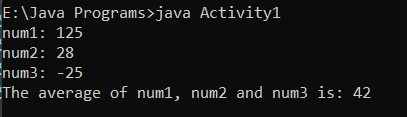 E:\Java Programs>java Activity1
num1: 125
num2: 28
num3: -25
The average of num1, num2 and num3 is: 42